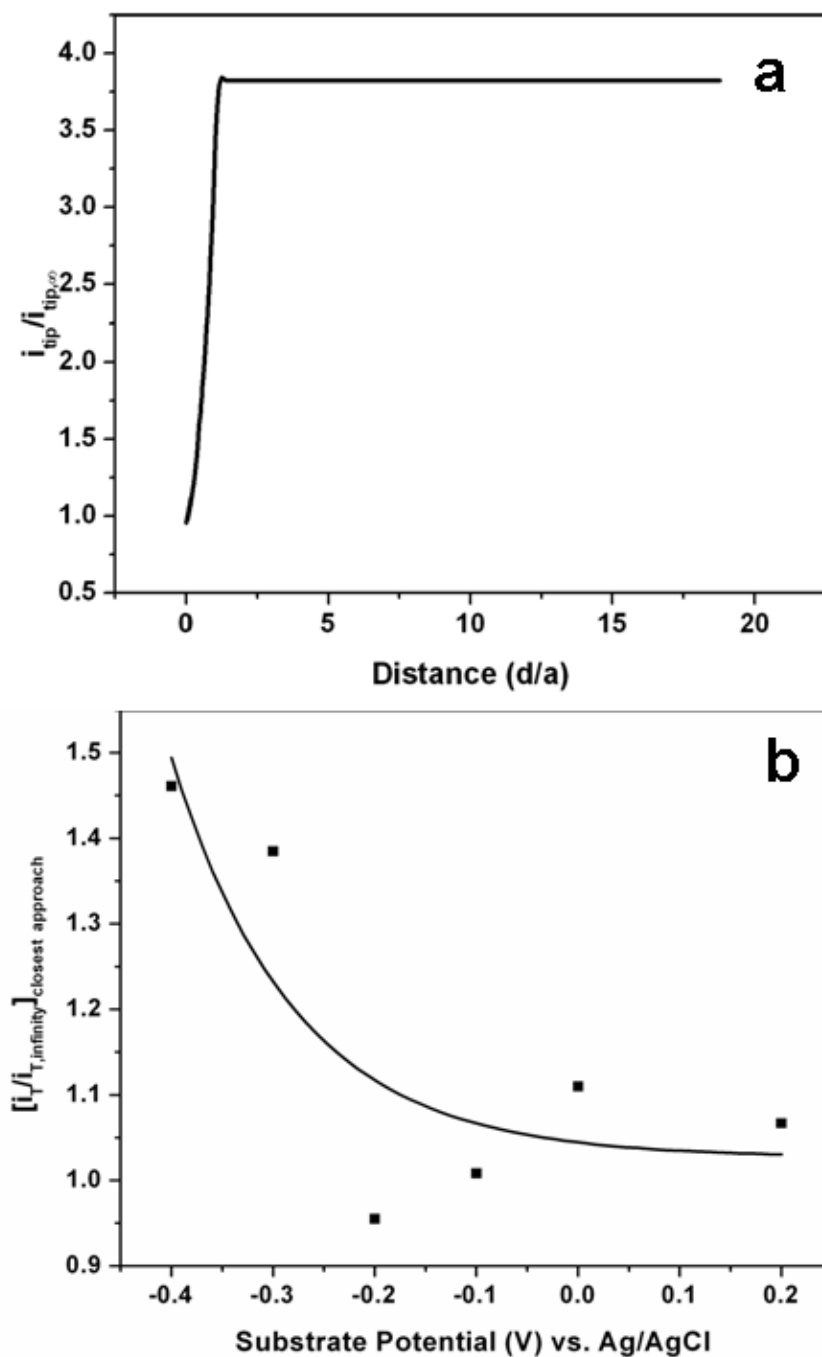 a
4.0
3.5
3.0
2.5
2.0
1.5
1.0
0.5
i_tip/i_tip,∞
0 5 10 15 20
Distance (d/a)
b
1.5
1.4
1.3
1.2
1.1
1.0
0.9
[i_T/i_T,infinity]closest approach
-0.4 -0.3 -0.2 -0.1 0.0 0.1 0.2
Substrate Potential (V) vs. Ag/AgCl